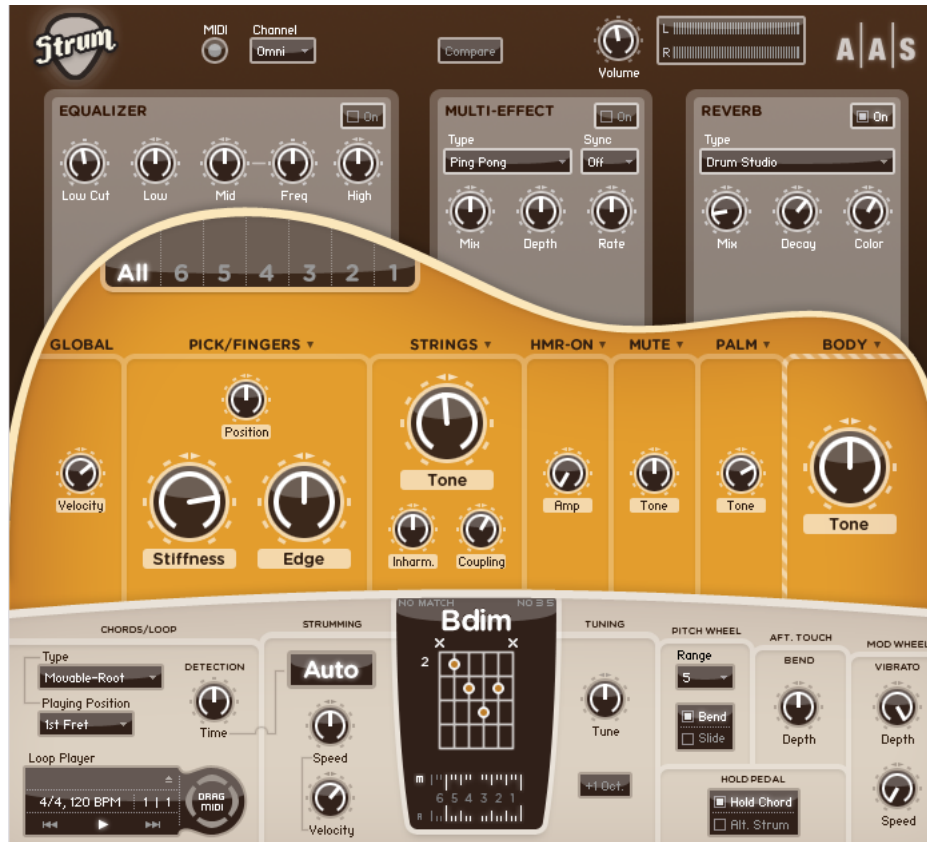 Strum
MIDI
Channel
Omni
Compare
Volume
L
R
A|A|S
EQUALIZER
On
Low Cut
Low
Mid
Freq
High
MULTI-EFFECT
On
Type
Sync
Ping Pong
Off
Mix
Depth
Rate
REVERB
On
Type
Drum Studio
Mix
Decay
Color
All 6 5 4 3 2 1
GLOBAL
PICK/FINGERS
STRINGS
HMR-ON
MUTE
PALM
BODY
Velocity
Position
Stiffness
Edge
Tone
Inharm.
Coupling
Amp
Tone
Tone
Tone
CHORDS/LOOP
Type
Movable-Root
Playing Position
1st Fret
DETECTION
Time
Loop Player
4/4, 120 BPM
1 | 1
DRAG
MIDI
STRUMMING
Auto
Speed
Velocity
NO MATCH
NO 3 5
Bdim
X X
2
m
6 5 4 3 2 1
R
TUNING
Tune
+1 Oct.
PITCH WHEEL
Range
5
Bend
Slide
AFT. TOUCH
BEND
Depth
HOLD PEDAL
Hold Chord
Alt. Strum
MOD WHEEL
VIBRATO
Depth
Speed